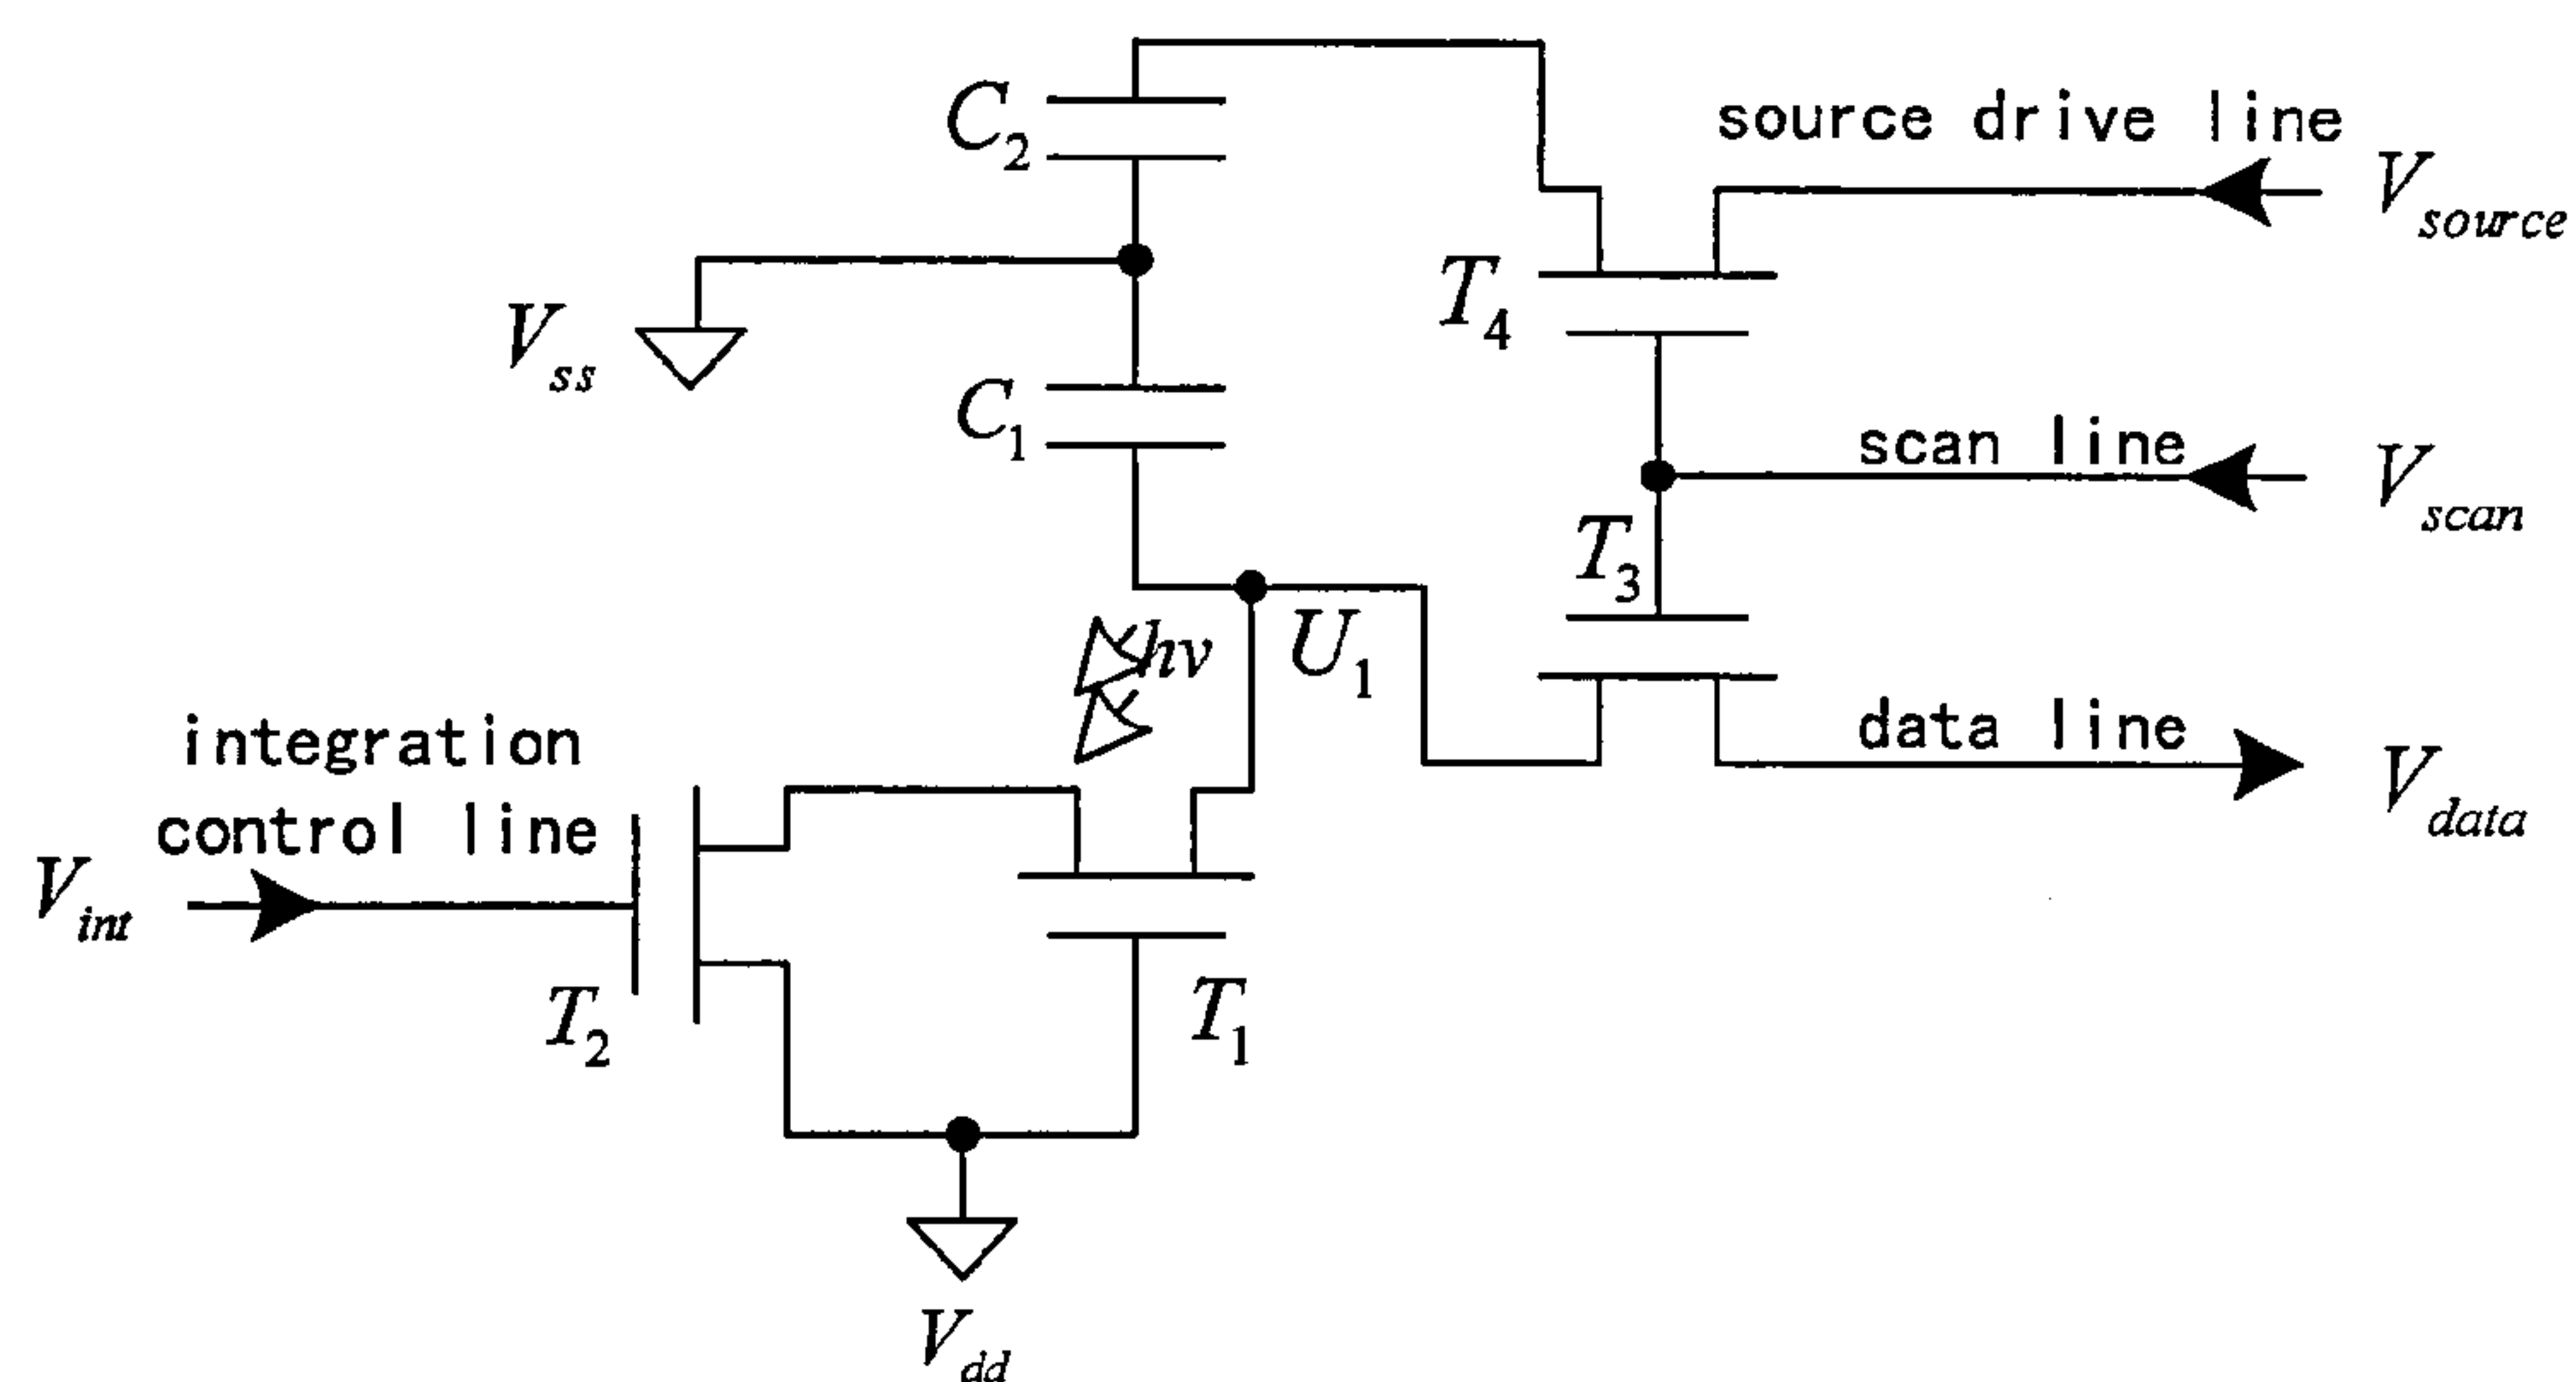 C2
source drive line
Vsource
T4
Vss
C1
scan line
Vscan
T3
hv
U1
integration
control line
data line
Vdata
Vint
T2
T1
Vdd